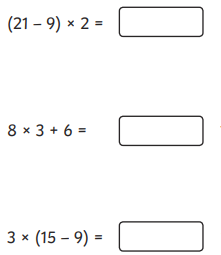 (21 – 9) × 2 =
8 × 3 + 6 =
3 × (15 – 9) =